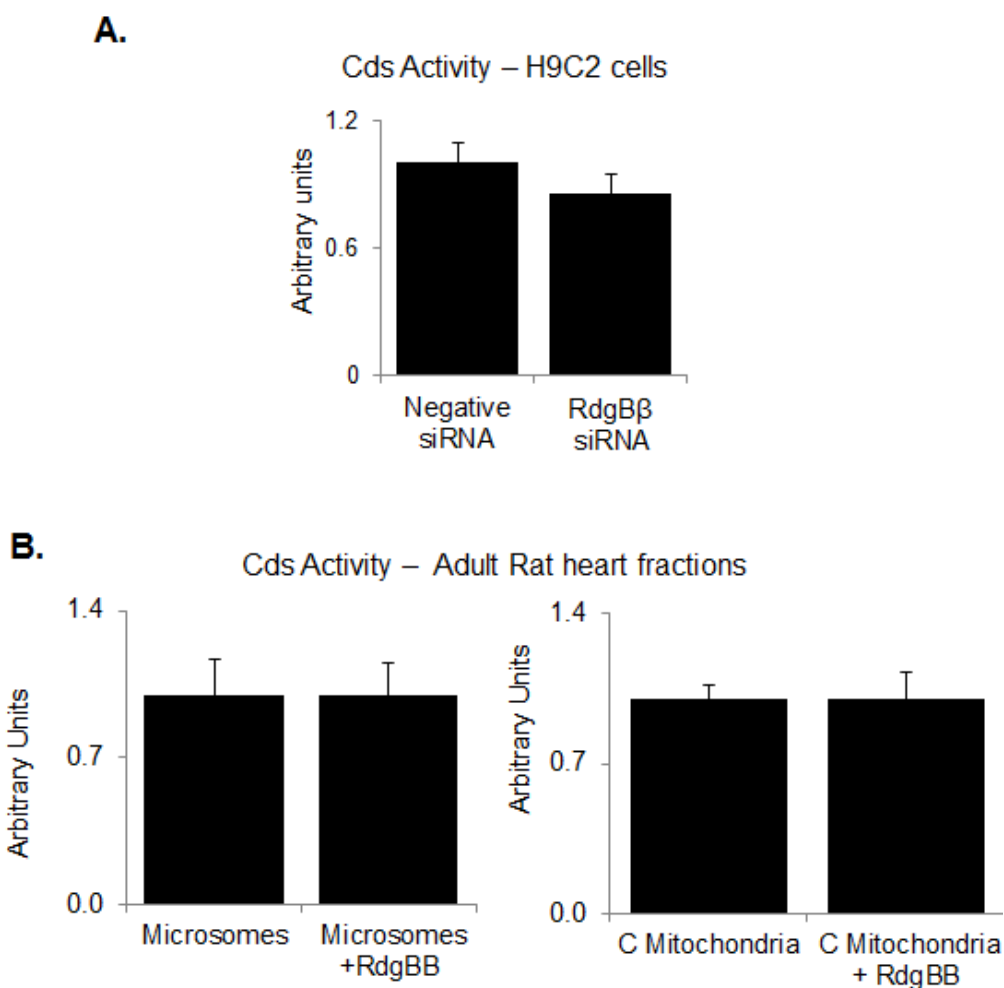 A.
Cds Activity – H9C2 cells
Arbitrary units
1.2
0.6
0
Negative
siRNA
RdgBβ
siRNA
B.
Cds Activity – Adult Rat heart fractions
Arbitrary Units
1.4
0.7
0.0
Microsomes
Microsomes
+RdgBB
Arbitrary Units
1.4
0.7
0.0
C Mitochondria
C Mitochondria
+ RdgBB